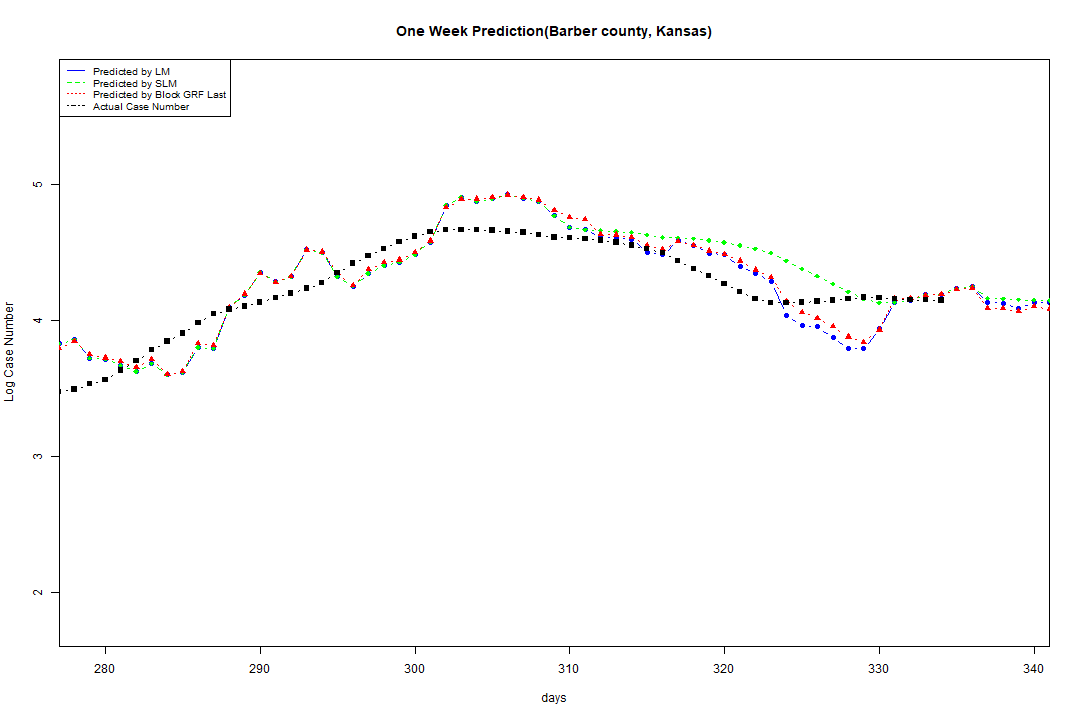 One Week Prediction(Barber county, Kansas)
Predicted by LM
Predicted by SLM
Predicted by Block GRF Last
Actual Case Number
5
4
3
2
Log Case Number
280 290 300 310 320 330 340
days